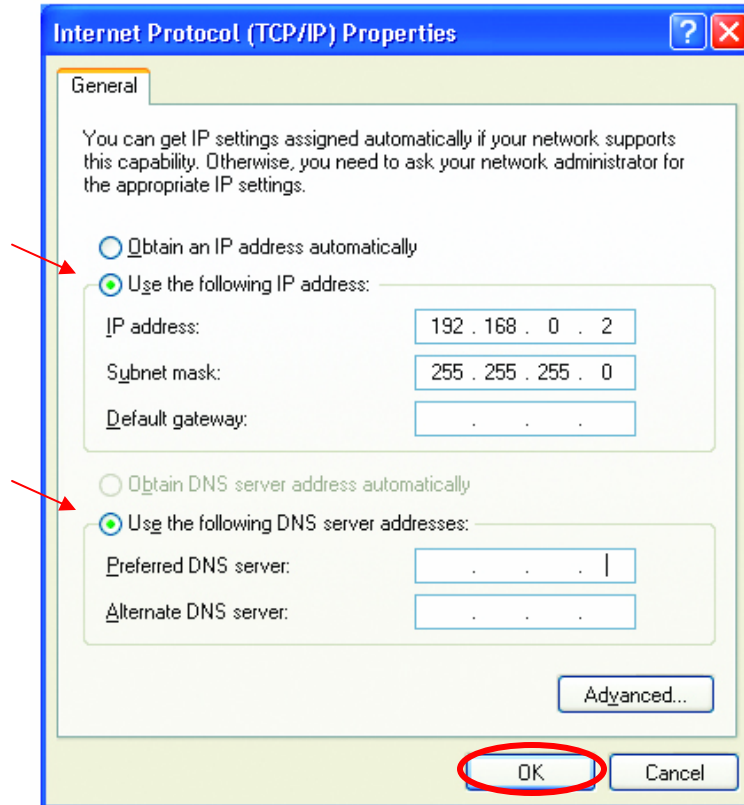 Internet Protocol (TCP/IP) Properties
General
You can get IP settings assigned automatically if your network supports
this capability. Otherwise, you need to ask your network administrator for
the appropriate IP settings.
Obtain an IP address automatically
Use the following IP address:
IP address: 192 . 168 . 0 . 2
Subnet mask: 255 . 255 . 255 . 0
Default gateway: . . .
Obtain DNS server address automatically
Use the following DNS server addresses:
Preferred DNS server: . . .
Alternate DNS server: . . .
Advanced...
OK Cancel